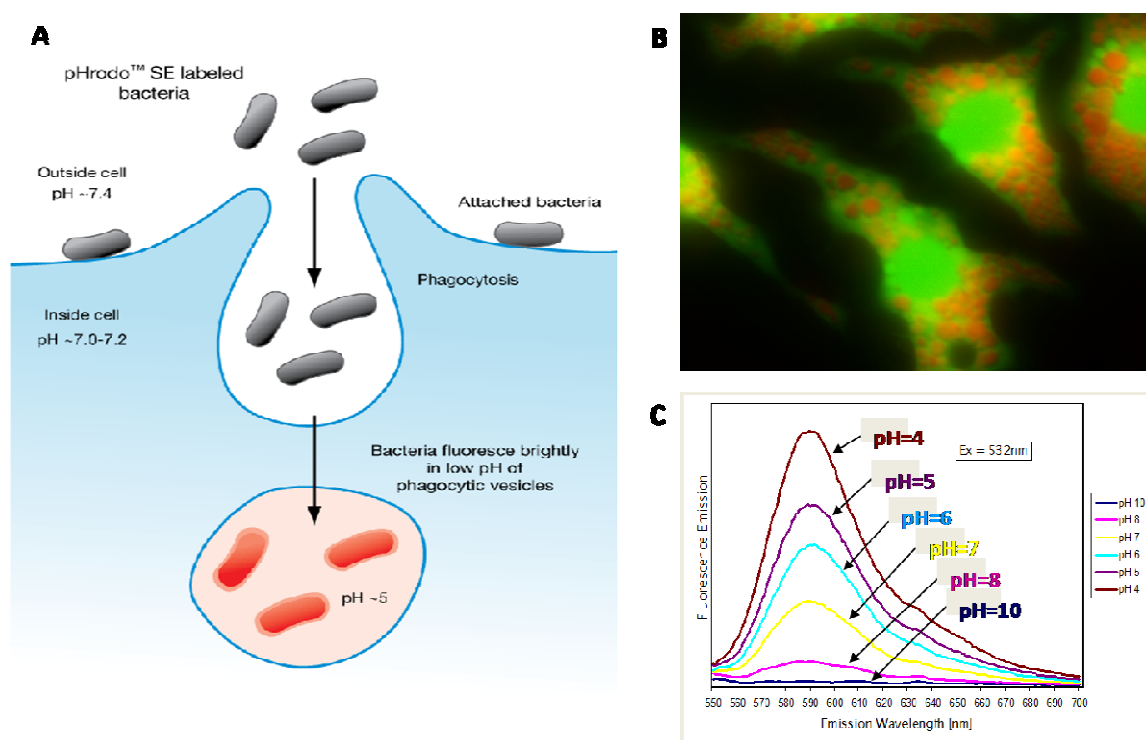 A
pHrodo™ SE labeled
bacteria
Outside cell
pH ~7.4
Attached bacteria
Phagocytosis
Inside cell
pH ~7.0-7.2
Bacteria fluoresce brightly
in low pH of
phagocytic vesicles
pH ~5
B
C
pH=4
Ex = 532nm
pH=5
pH=6
pH=7
pH=8
pH=10
Fluorescence Emission
pH 10
pH 8
pH 7
pH 6
pH 5
pH 4
550 560 570 580 590 600 610 620 630 640 650 660 670 680 690 700
Emission Wavelength [nm]